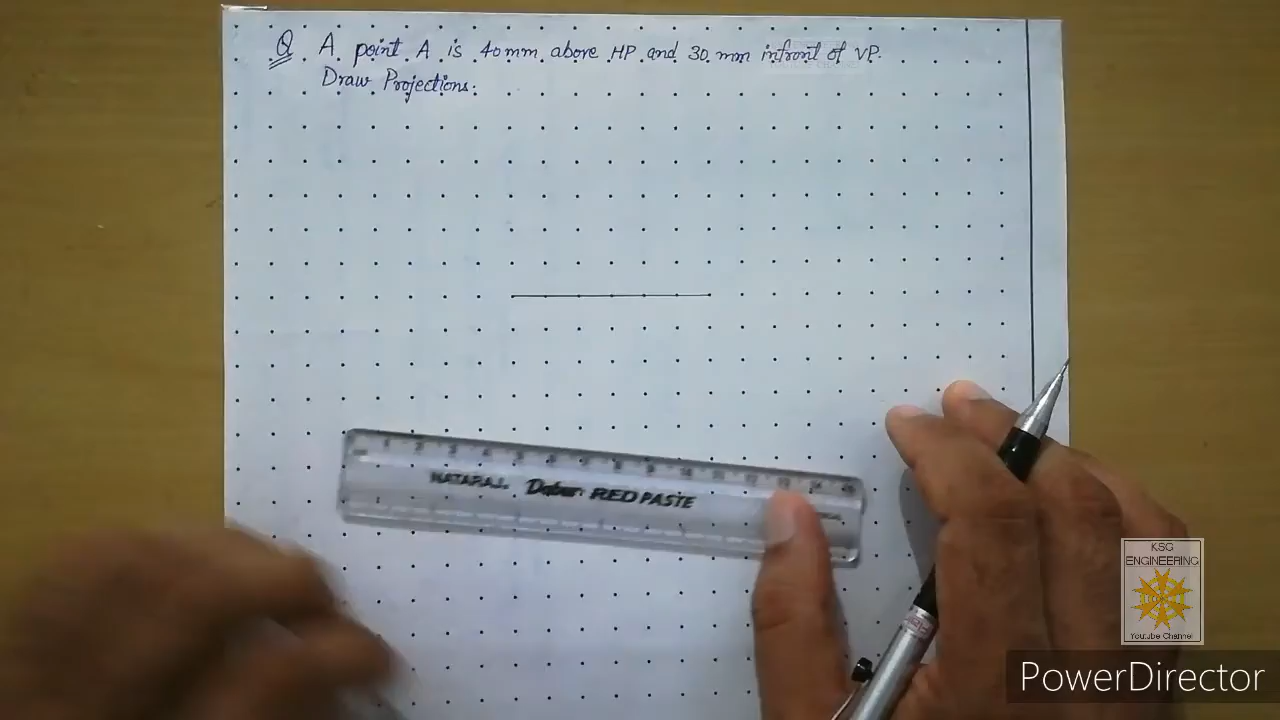 Q. A point A is 40mm above HP and 30 mm infront of VP.
Draw Projections.
NATARAJ Dabur RED PASTE
KSG
ENGINEERING
Youtube Channel
PowerDirector